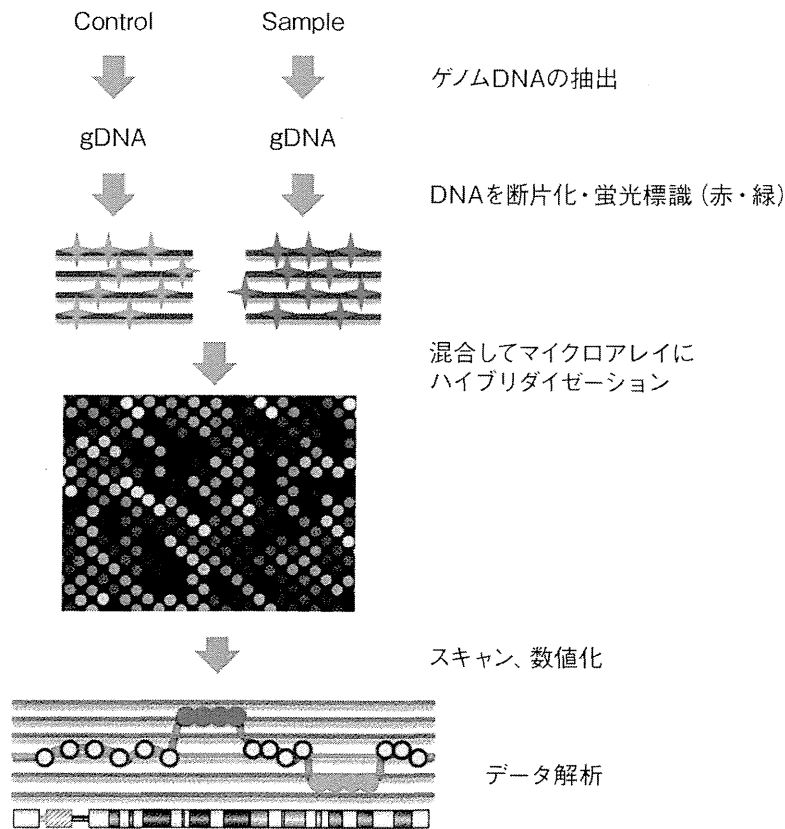 Control Sample
ゲノムDNAの抽出
gDNA gDNA
DNAを断片化・蛍光標識（赤・緑）
混合してマイクロアレイに
ハイブリダイゼーション
スキャン、数値化
データ解析